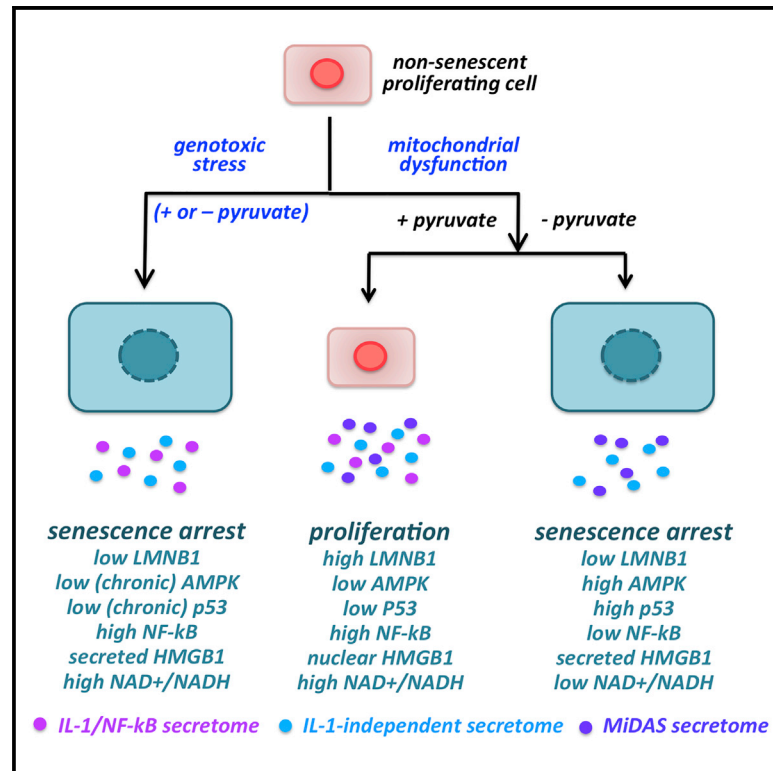 non-senescent
proliferating cell
genotoxic
stress
mitochondrial
dysfunction
(+ or – pyruvate)
+ pyruvate
- pyruvate
senescence arrest
low LMNB1
low (chronic) AMPK
low (chronic) p53
high NF-kB
secreted HMGB1
high NAD+/NADH
proliferation
high LMNB1
low AMPK
low P53
high NF-kB
nuclear HMGB1
high NAD+/NADH
senescence arrest
low LMNB1
high AMPK
high p53
low NF-kB
secreted HMGB1
low NAD+/NADH
IL-1/NF-kB secretome
IL-1-independent secretome
MiDAS secretome